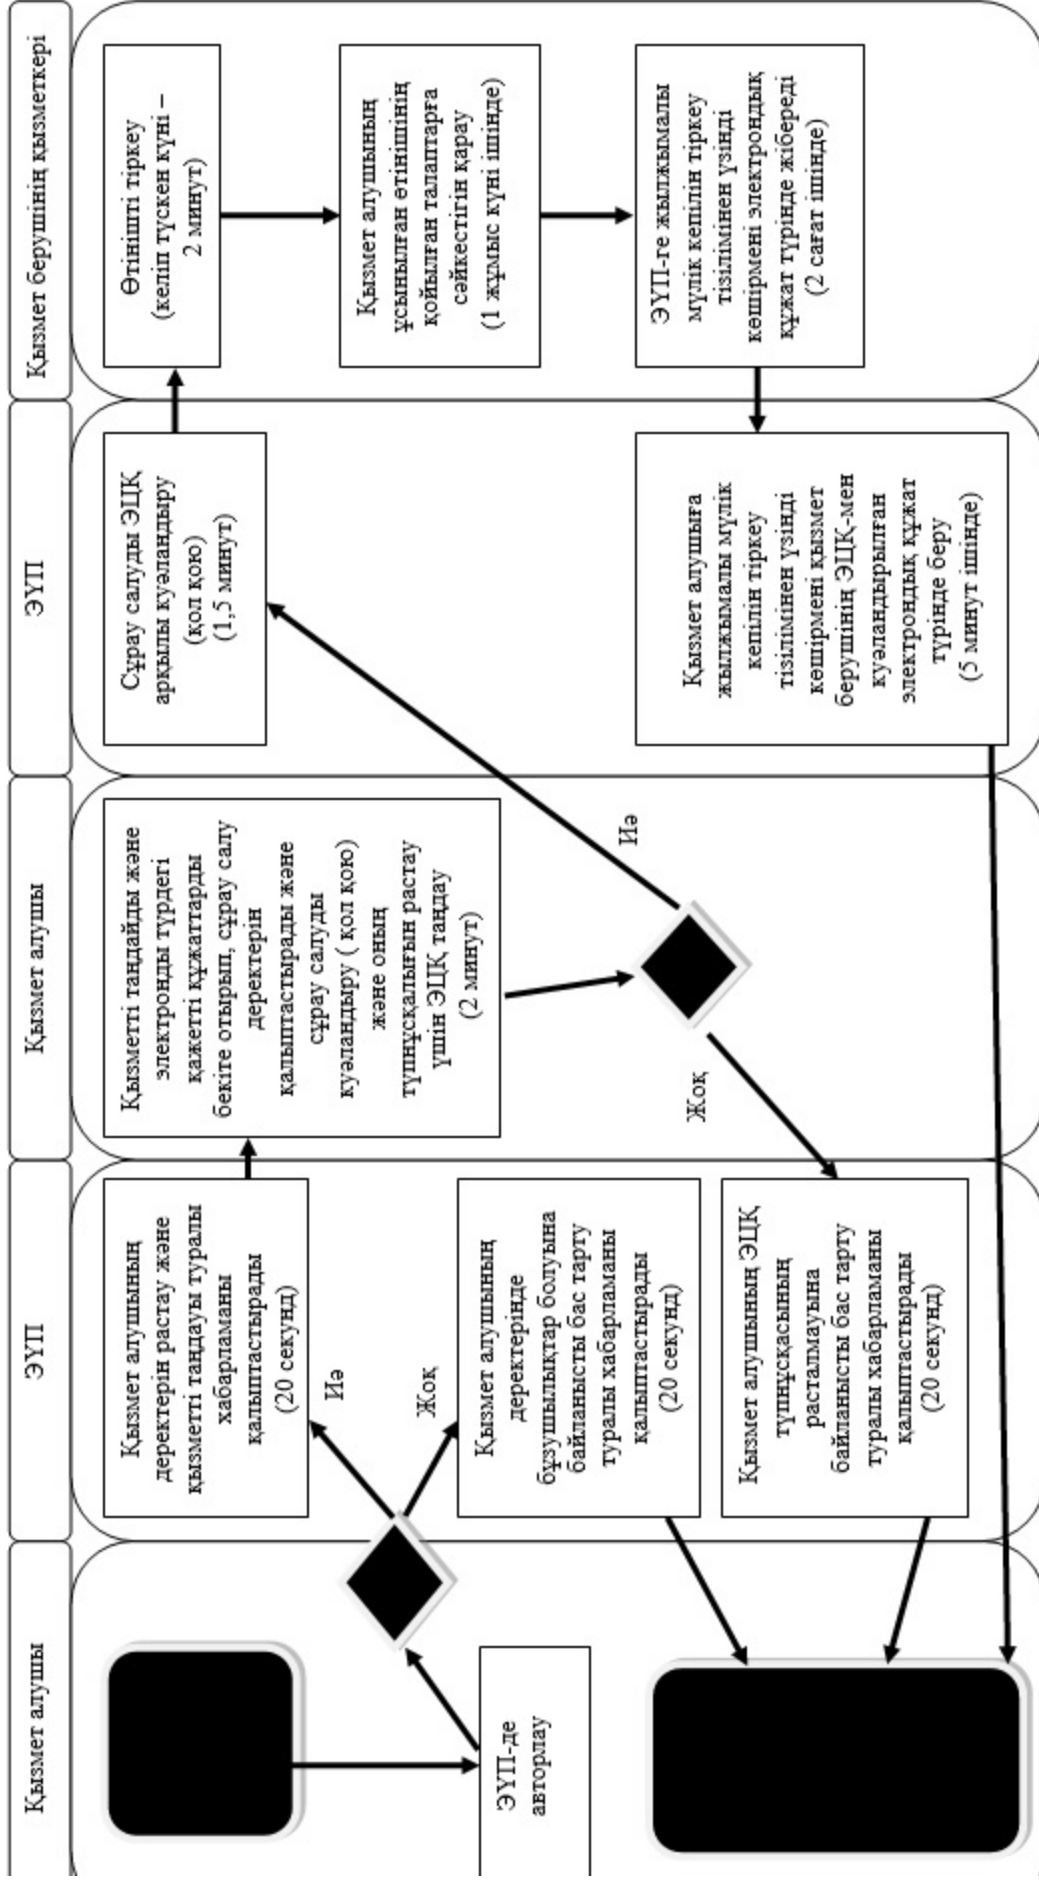 Қызмет алушы
ЭҮП
Қызмет алушы
ЭҮП
Қызмет берушінің қызметкері
ЭҮП-де
авторлау
Қызмет алушының
деректерін растау және
қызметті таңдауы туралы
хабарламаны
қалыптастырады
(20 секунд)
Иә
Жоқ
Қызмет алушының
деректерінде
бұзушылықтар болуына
байланысты бас тарту
туралы хабарламаны
қалыптастырады
(20 секунд)
Қызмет алушының ЭЦҚ
түпнұсқасының
расталмауына
байланысты бас тарту
туралы хабарламаны
қалыптастырады
(20 секунд)
Қызметті таңдайды және
электронды түрдегі
қажетті құжаттарды
бекіте отырып, сұрау салу
деректерін
қалыптастырады және
сұрау салуды
куәландыру ( қол қою)
және оның
түпнұсқалығын растау
үшін ЭЦҚ таңдау
(2 минут)
Жоқ
Иә
Сұрау салуды ЭЦҚ
арқылы куәландыру
(қол қою)
(1,5 минут)
Қызмет алушыға
жылжымалы мүлік
кепілін тіркеу
тізілімінен үзінді
көшірмені қызмет
берушінің ЭЦҚ-мен
куәландырылған
электрондық құжат
түрінде беру
(5 минут ішінде)
Өтінішті тіркеу
(келіп түскен күні –
2 минут)
Қызмет алушының
ұсынылған өтінішінің
қойылған талаптарға
сәйкестігін қарау
(1 жұмыс күні ішінде)
ЭҮП-ге жылжымалы
мүлік кепілін тіркеу
тізілімінен үзінді
көшірмені электрондық
құжат түрінде жібереді
(2 сағат ішінде)